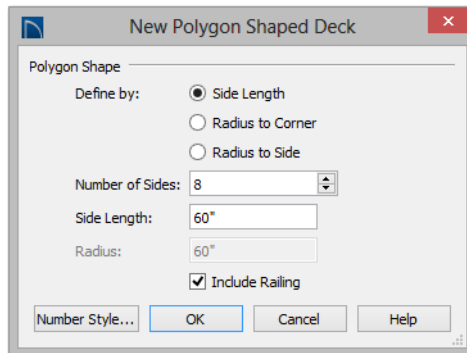 New Polygon Shaped Deck
Polygon Shape
Define by: Side Length
Radius to Corner
Radius to Side
Number of Sides: 8
Side Length: 60"
Radius: 60"
Include Railing
Number Style... OK Cancel Help